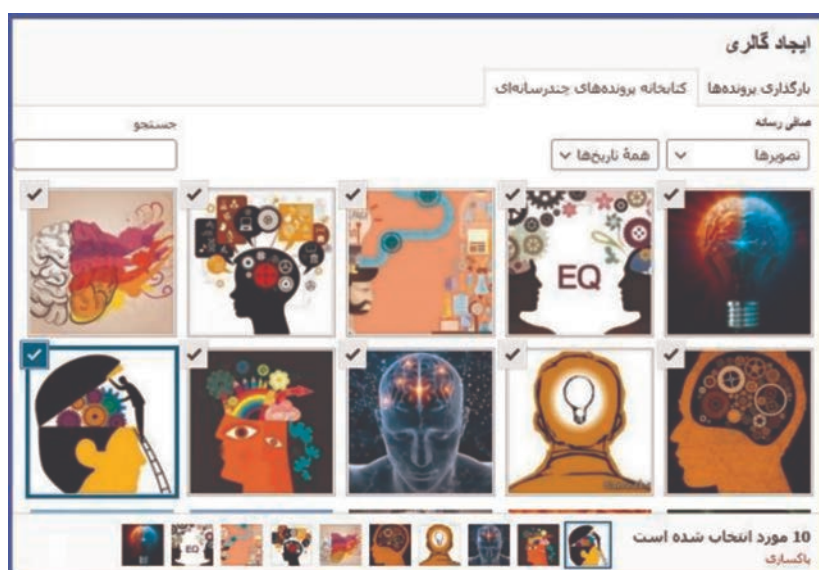 ایجاد گالری
بارگذاری پرونده‌ها کتابخانه پرونده‌های چندرسانه‌ای
صافی رسانه جستجو
تصویرها همهٔ تاریخ‌ها
EQ
10 مورد انتخاب شده است
پاکسازی